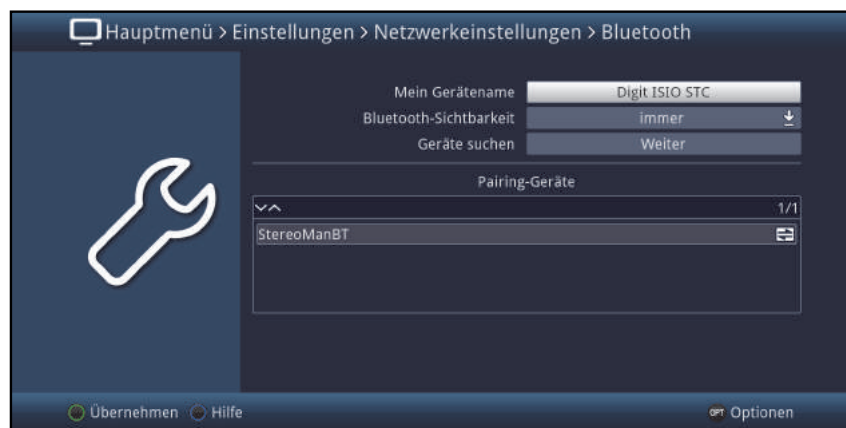 Hauptmenü > Einstellungen > Netzwerkeinstellungen > Bluetooth
Mein Gerätename Digit ISIO STC
Bluetooth-Sichtbarkeit immer
Geräte suchen Weiter
Pairing-Geräte
1/1
StereoManBT
Übernehmen Hilfe OPT Optionen